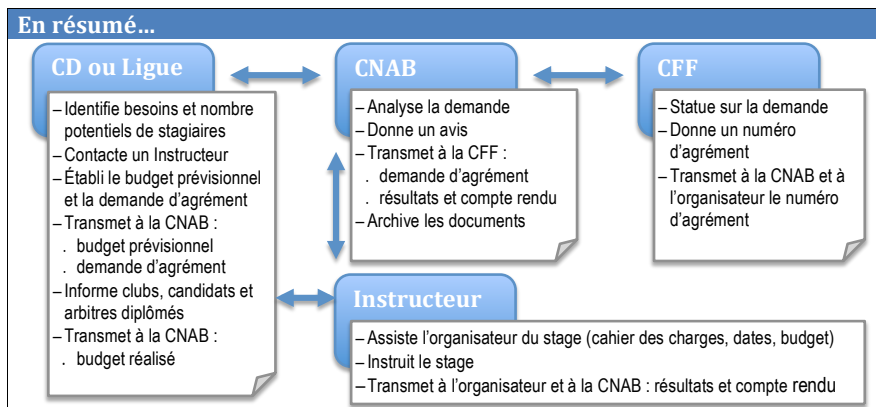 En résumé...
CD ou Ligue
– Identifie besoins et nombre
potentiels de stagiaires
– Contacte un Instructeur
– Établi le budget prévisionnel
et la demande d'agrément
– Transmet à la CNAB :
. budget prévisionnel
. demande d'agrément
– Informe clubs, candidats et
arbitres diplômés
– Transmet à la CNAB :
. budget réalisé
CNAB
– Analyse la demande
– Donne un avis
– Transmet à la CFF :
. demande d'agrément
. résultats et compte rendu
– Archive les documents
CFF
– Statue sur la demande
– Donne un numéro
d'agrément
– Transmet à la CNAB et à
l'organisateur le numéro
d'agrément
Instructeur
– Assiste l'organisateur du stage (cahier des charges, dates, budget)
– Instruit le stage
– Transmet à l'organisateur et à la CNAB : résultats et compte rendu